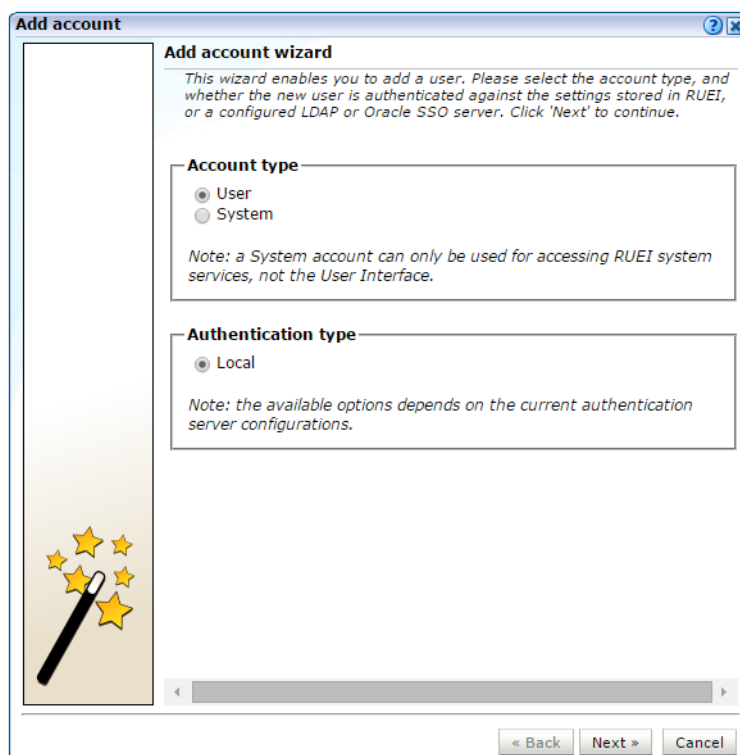 Add account
?
Add account wizard
This wizard enables you to add a user. Please select the account type, and
whether the new user is authenticated against the settings stored in RUEI,
or a configured LDAP or Oracle SSO server. Click 'Next' to continue.
Account type
User
System
Note: a System account can only be used for accessing RUEI system
services, not the User Interface.
Authentication type
Local
Note: the available options depends on the current authentication
server configurations.
« Back Next » Cancel